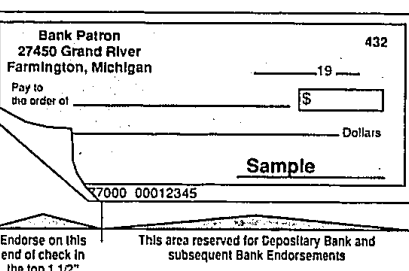 Bank Patron
27450 Grand River
Farmington, Michigan
432
19
Pay to
the order of
$
Dollars
Sample
77000 00012345
Endorse on this
end of check in
the top 1 1/2"
This area reserved for Depositary Bank and
subsequent Bank Endorsements